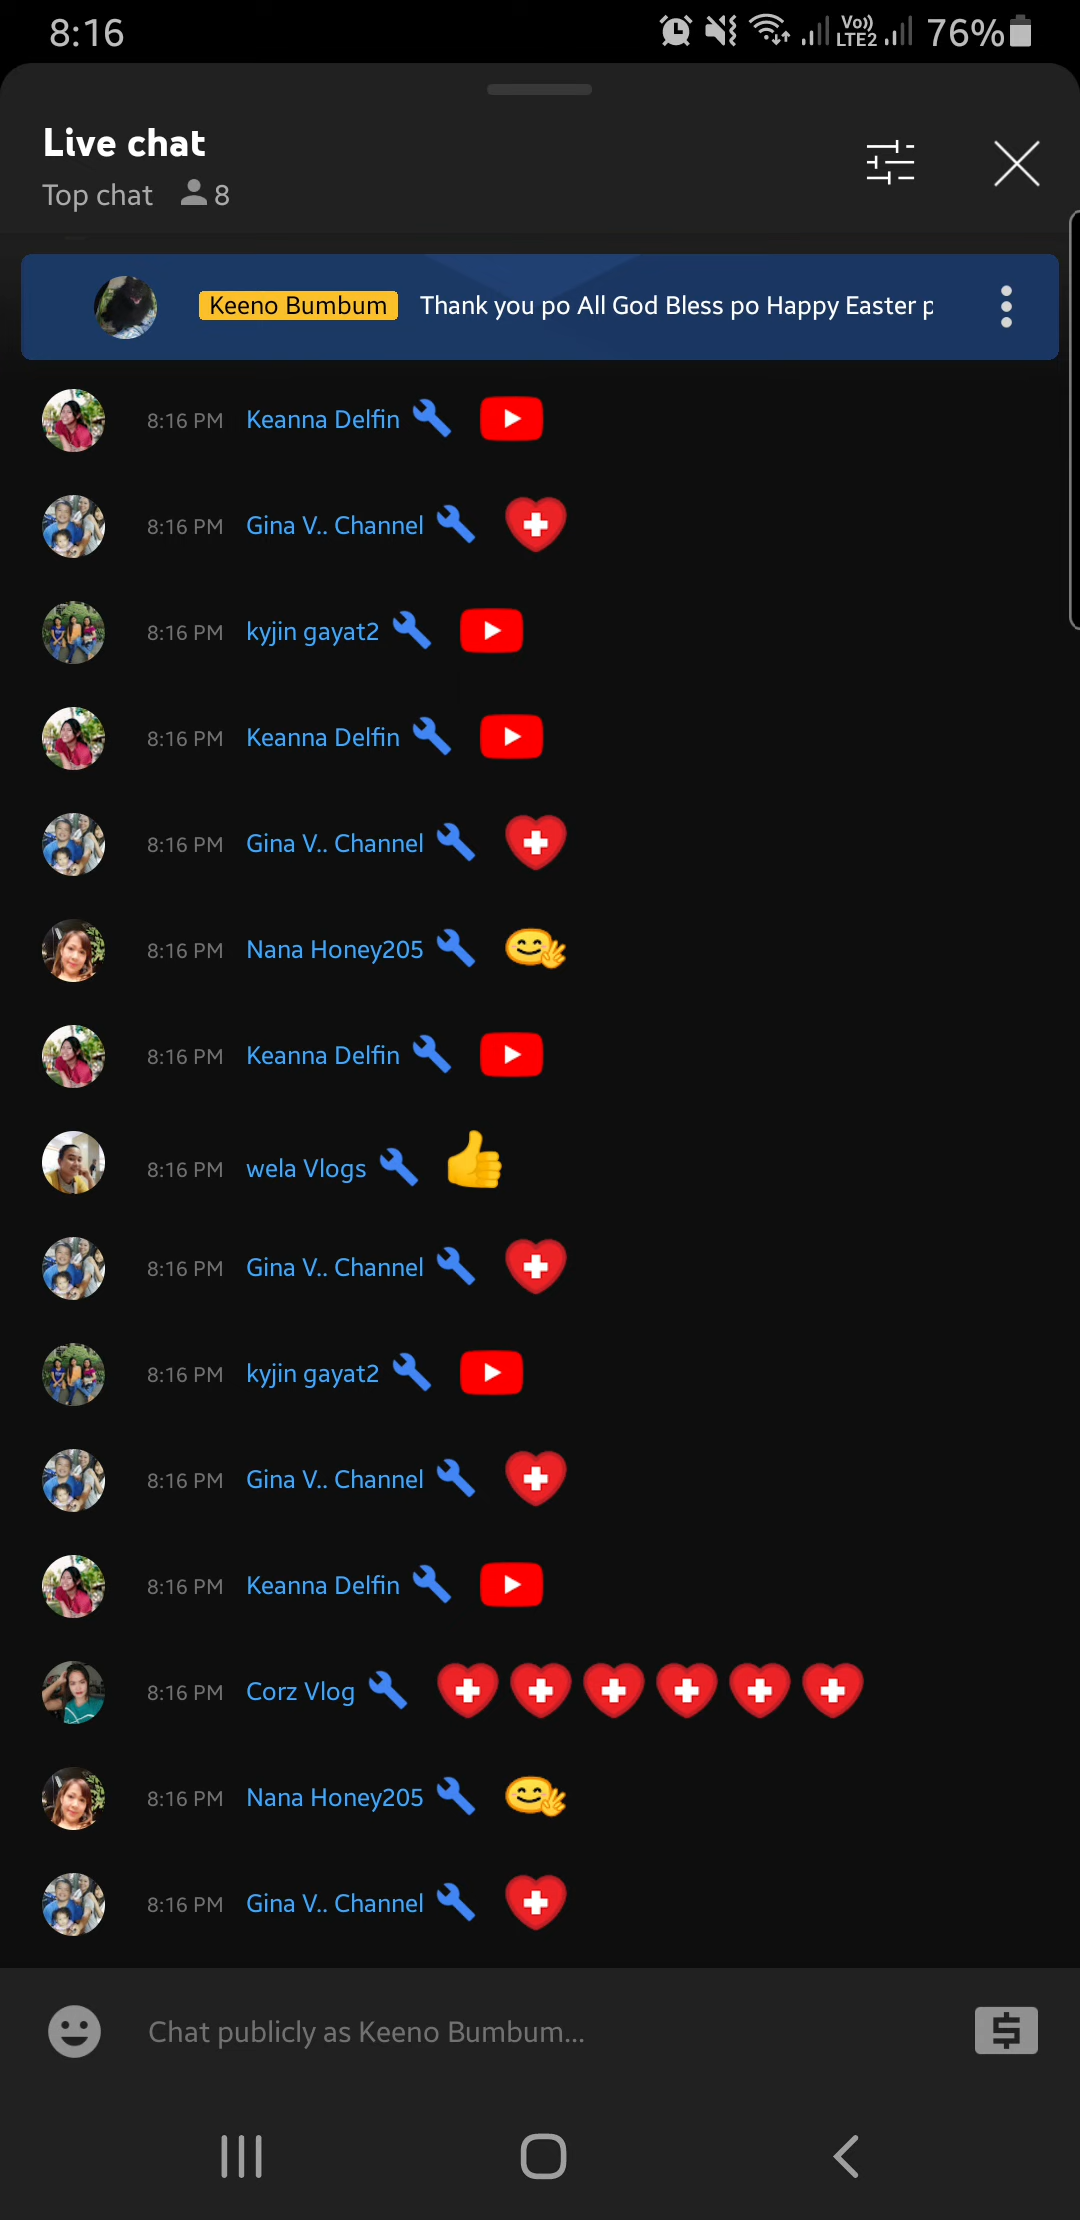 8:16
Vo)) LTE2 76%
Live chat
Top chat 8
Keeno Bumbum Thank you po All God Bless po Happy Easter p
8:16 PM Keanna Delfin
8:16 PM Gina V.. Channel
8:16 PM kyjin gayat2
8:16 PM Keanna Delfin
8:16 PM Gina V.. Channel
8:16 PM Nana Honey205
8:16 PM Keanna Delfin
8:16 PM wela Vlogs
8:16 PM Gina V.. Channel
8:16 PM kyjin gayat2
8:16 PM Gina V.. Channel
8:16 PM Keanna Delfin
8:16 PM Corz Vlog
8:16 PM Nana Honey205
8:16 PM Gina V.. Channel
Chat publicly as Keeno Bumbum...